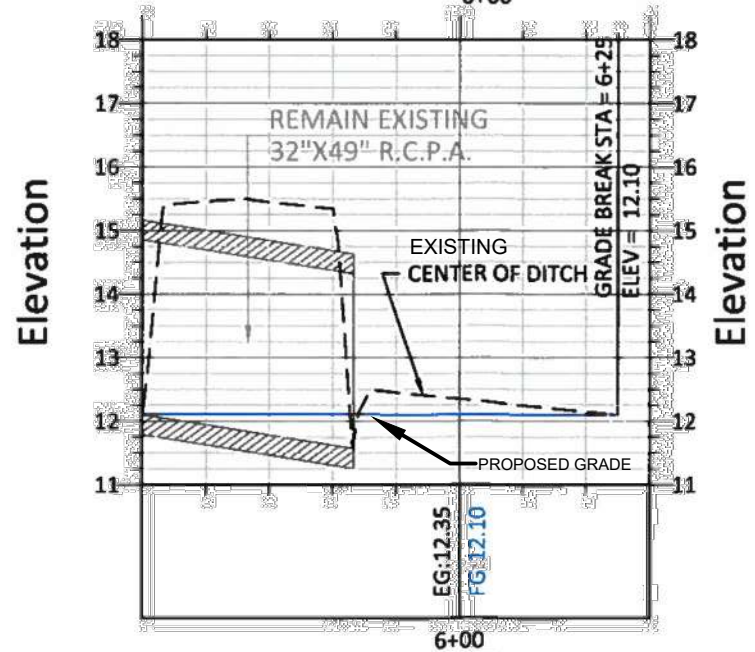 18
17
16
15
14
13
12
11
Elevation
REMAIN EXISTING
32"X49" R.C.P.A.
EXISTING
CENTER OF DITCH
GRADE BREAK STA = 6+25
ELEV = 12.10
PROPOSED GRADE
18
17
16
15
14
13
12
11
Elevation
EG:12.35
FG:12.10
6+00